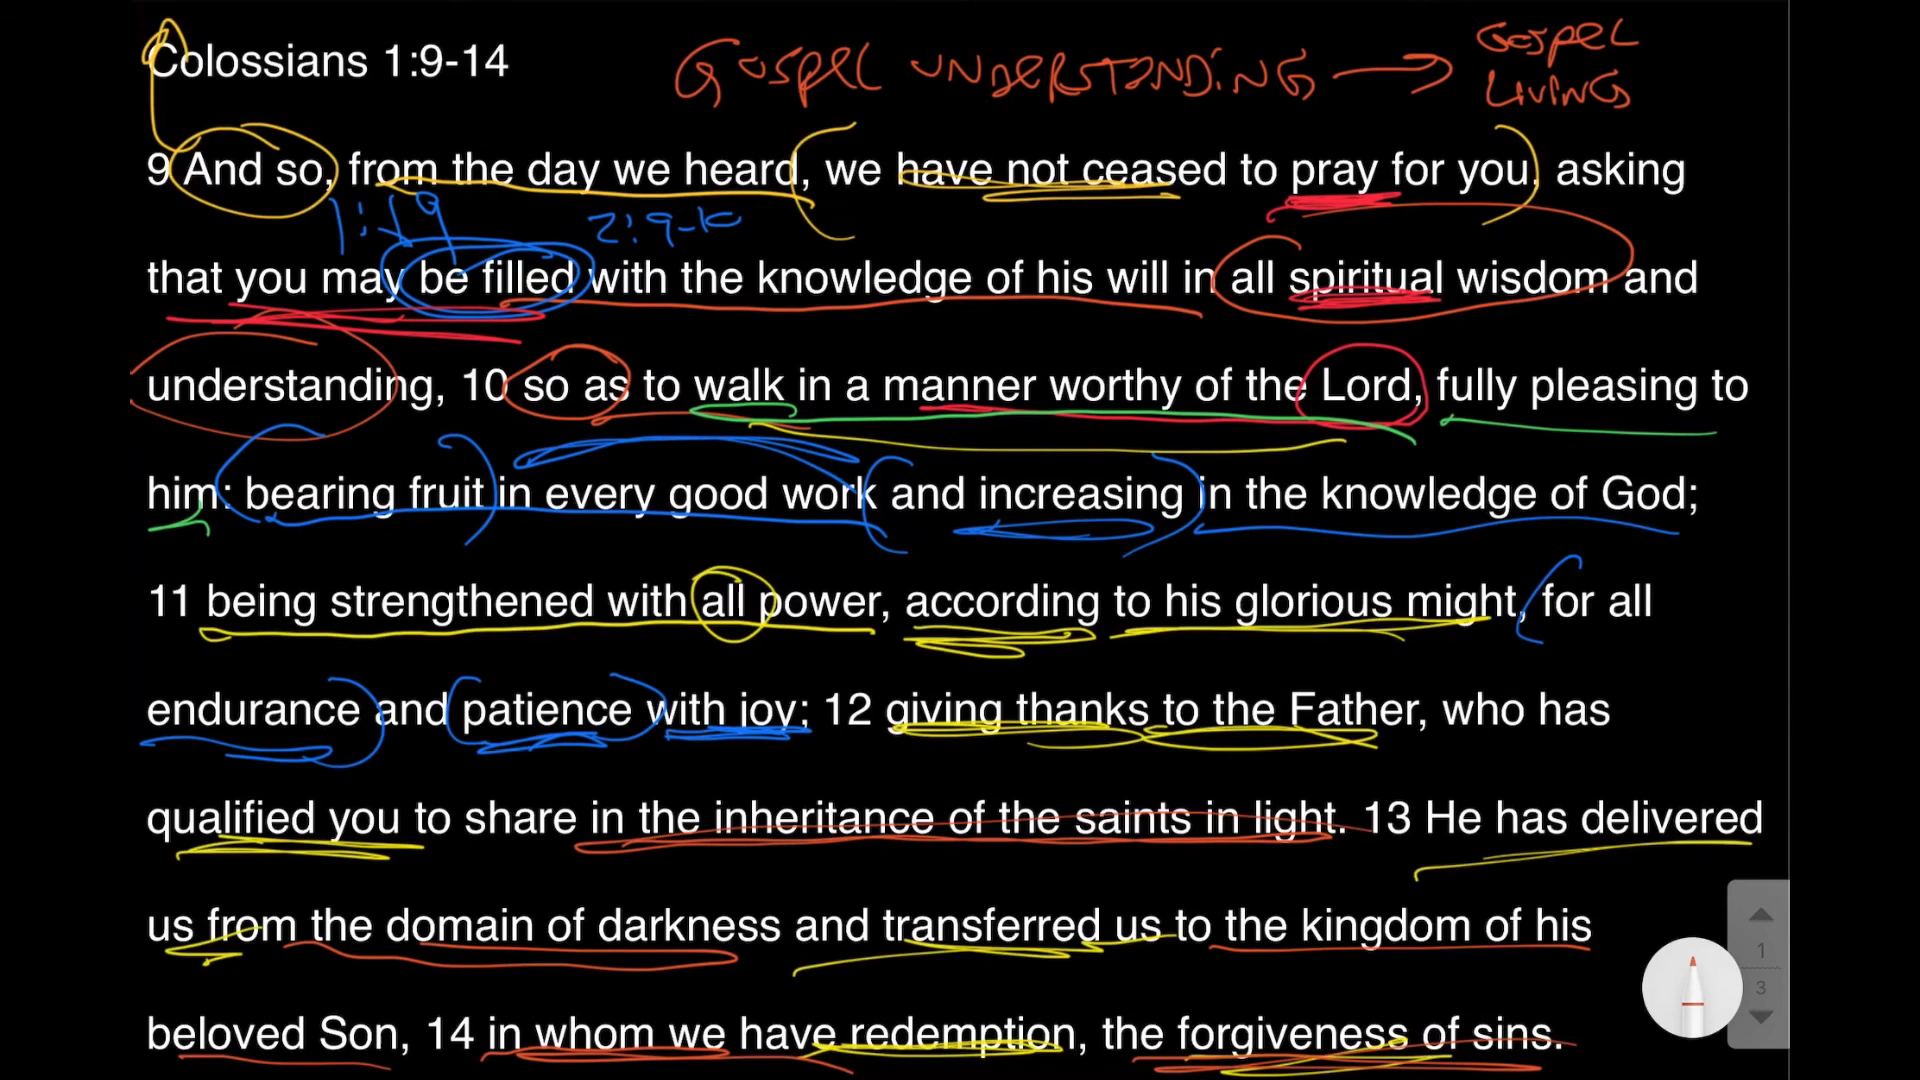 Colossians 1:9-14
GOSPEL UNDERSTANDING → GOSPEL LIVING
9 And so, from the day we heard, we have not ceased to pray for you, asking
1:19 2:9-10
that you may be filled with the knowledge of his will in all spiritual wisdom and
understanding, 10 so as to walk in a manner worthy of the Lord, fully pleasing to
him: bearing fruit in every good work and increasing in the knowledge of God;
11 being strengthened with all power, according to his glorious might, for all
endurance and patience with joy; 12 giving thanks to the Father, who has
qualified you to share in the inheritance of the saints in light. 13 He has delivered
us from the domain of darkness and transferred us to the kingdom of his
1
3
beloved Son, 14 in whom we have redemption, the forgiveness of sins.